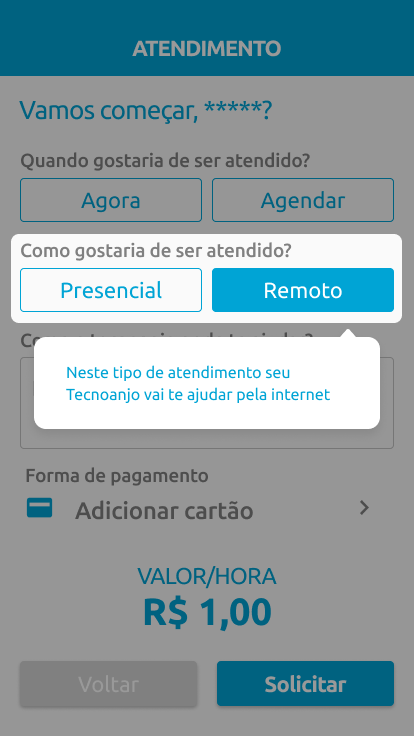 ATENDIMENTO
Vamos começar, *****?
Quando gostaria de ser atendido?
Agora
Agendar
Como gostaria de ser atendido?
Presencial
Remoto
Neste tipo de atendimento seu
Tecnoanjo vai te ajudar pela internet
Forma de pagamento
Adicionar cartão
VALOR/HORA
R$ 1,00
Voltar
Solicitar